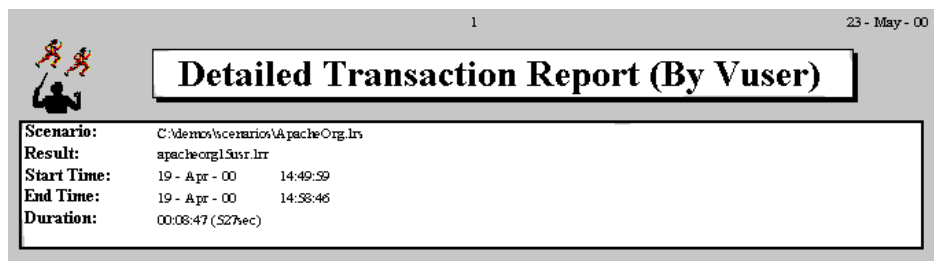 1 23 - May - 00
Detailed Transaction Report (By Vuser)
Scenario: C:\demos\scenarios\ApacheOrg.lrs
Result: apacheorg15usr.lrr
Start Time: 19 - Apr - 00 14:49:59
End Time: 19 - Apr - 00 14:58:46
Duration: 00:08:47 (527sec)